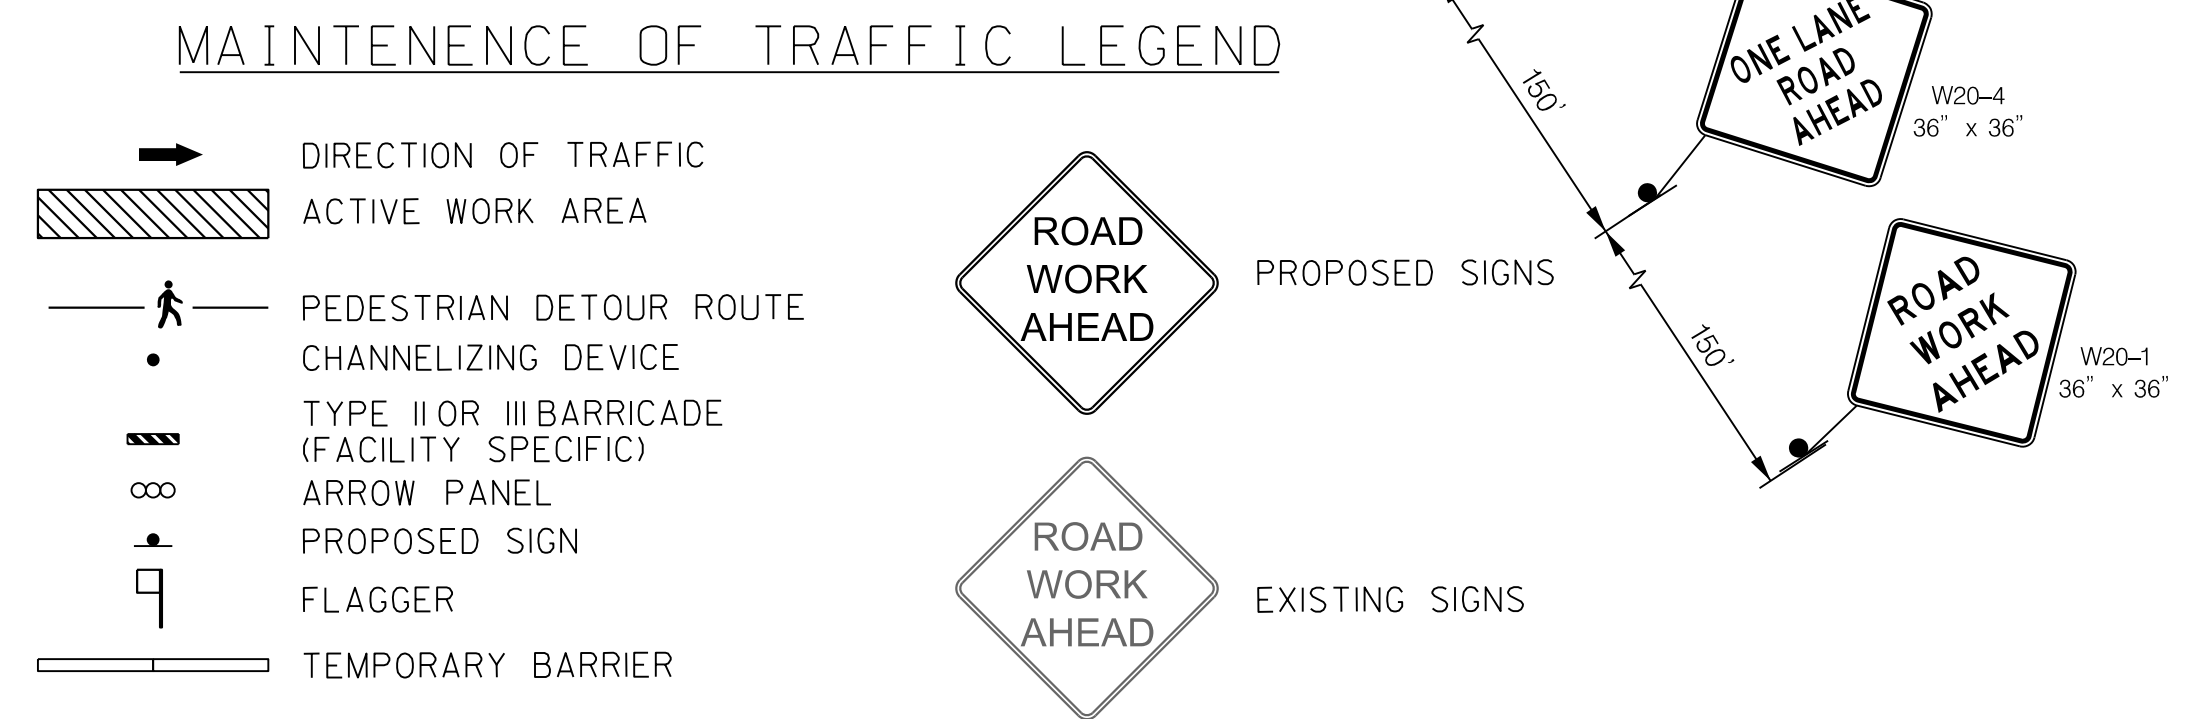 MAINTENENCE OF TRAFFIC LEGEND
DIRECTION OF TRAFFIC
ACTIVE WORK AREA
PEDESTRIAN DETOUR ROUTE
CHANNELIZING DEVICE
TYPE II OR III BARRICADE
(FACILITY SPECIFIC)
ARROW PANEL
PROPOSED SIGN
FLAGGER
TEMPORARY BARRIER
ROAD
WORK
AHEAD
PROPOSED SIGNS
ROAD
WORK
AHEAD
EXISTING SIGNS
150'
ONE LANE
ROAD
AHEAD
W20-4
36" x 36"
150'
ROAD
WORK
AHEAD
W20-1
36" x 36"